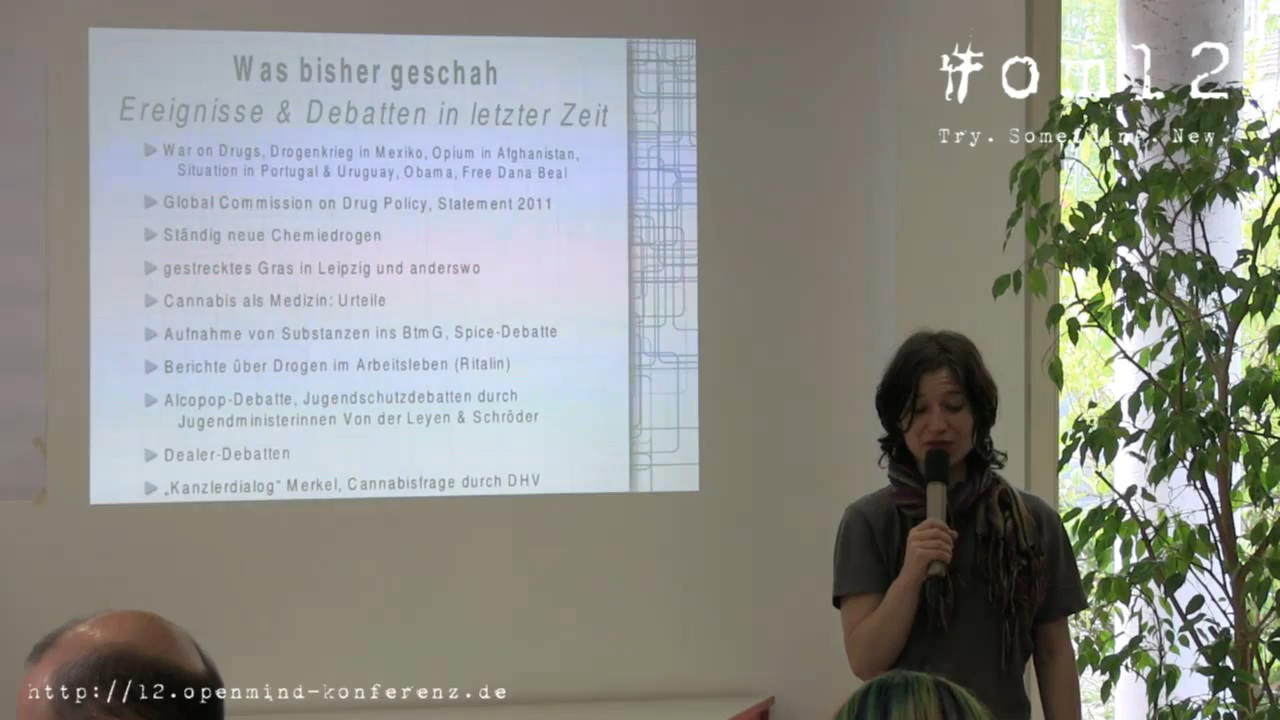 Was bisher geschah
Ereignisse & Debatten in letzter Zeit
War on Drugs, Drogenkrieg in Mexiko, Opium in Afghanistan,
Situation in Portugal & Uruguay, Obama, Free Dana Beal
Global Commission on Drug Policy, Statement 2011
Ständig neue Chemiedrogen
gestrecktes Gras in Leipzig und anderswo
Cannabis als Medizin: Urteile
Aufnahme von Substanzen ins BtmG, Spice-Debatte
Berichte über Drogen im Arbeitsleben (Ritalin)
Alcopop-Debatte, Jugendschutzdebatten durch
Jugendministerinnen Von der Leyen & Schröder
Dealer-Debatten
„Kanzlerdialog“ Merkel, Cannabisfrage durch DHV
#om12
Try. Something. New.
http://12.openmind-konferenz.de